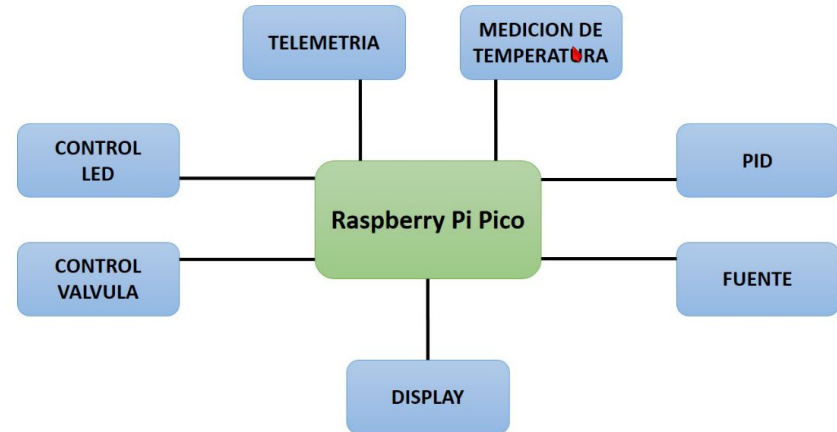 TELEMETRIA
MEDICION DE
TEMPERATURA
CONTROL
LED
PID
Raspberry Pi Pico
CONTROL
VALVULA
FUENTE
DISPLAY